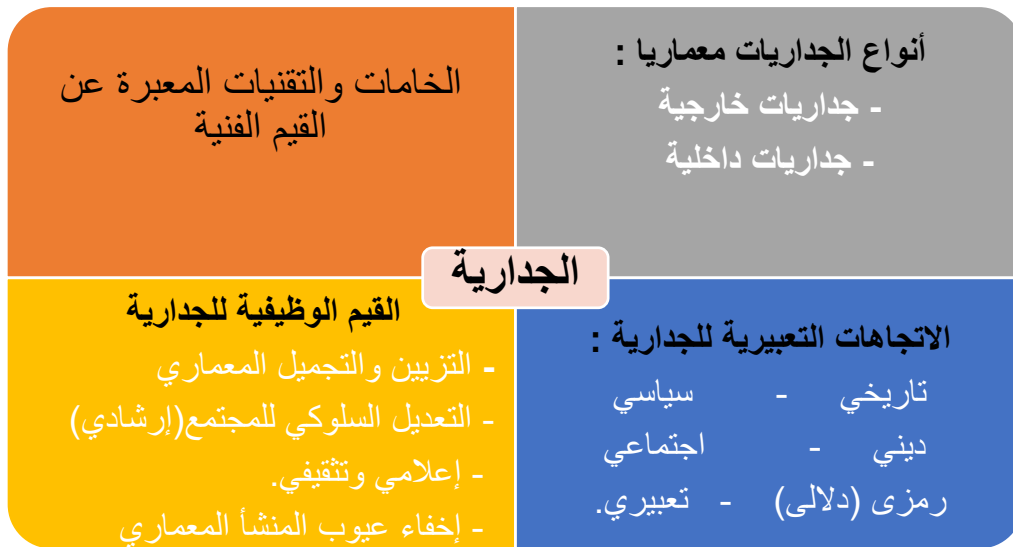 أنواع الجداريات معماريا :
- جداريات خارجية
- جداريات داخلية
الخامات والتقنيات المعبرة عن
القيم الفنية
الجدارية
الاتجاهات التعبيرية للجدارية :
تاريخي - سياسي
ديني - اجتماعي
رمزى (دلالى) - تعبيري.
القيم الوظيفية للجدارية
- التزيين والتجميل المعماري
- التعديل السلوكي للمجتمع(إرشادي)
- إعلامي وتثقيفي.
- إخفاء عيوب المنشأ المعماري